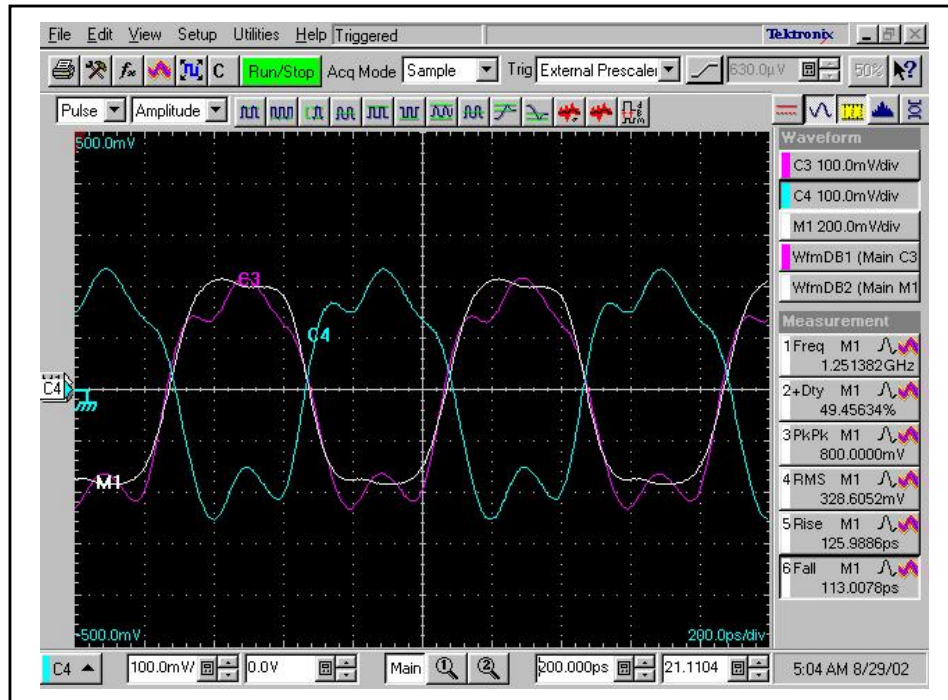 File Edit View Setup Utilities Help Triggered Tektronix
C Run/Stop Acq Mode Sample Trig External Prescaler 630.0µV 50% ?
Pulse Amplitude
500.0mV
C3
C4
C4
M1
-500.0mV 200.0ps/div
Waveform
C3 100.0mV/div
C4 100.0mV/div
M1 200.0mV/div
WfmDB1 (Main C3
WfmDB2 (Main M1
Measurement
1 Freq M1
1.251382GHz
2 +Dty M1
49.45634%
3 PkPk M1
800.0000mV
4 RMS M1
328.6052mV
5 Rise M1
125.9886ps
6 Fall M1
113.0078ps
C4 100.0mV/ 0.0V Main 1 2 200.000ps 21.1104 5:04 AM 8/29/02